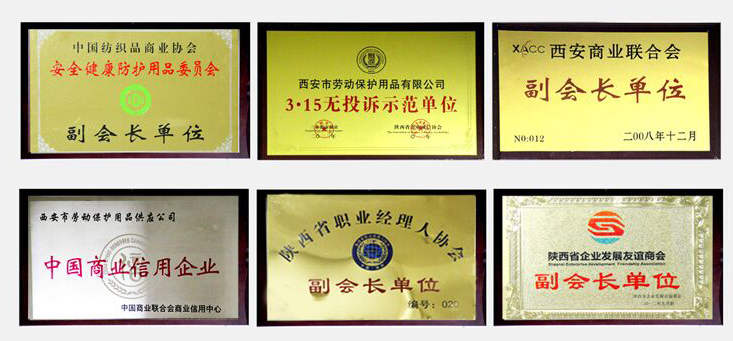 中国纺织品商业协会
安全健康防护用品委员会
副会长单位
西安市劳动保护用品有限公司
3·15无投诉示范单位
陕西省企业信用协会
XACC 西安商业联合会
副会长单位
NO:012
二00八年十二月
西安市劳动保护用品供应公司
中国商业信用企业
中国商业联合会商业信用中心
陕西省职业经理人协会
副会长单位
编号：020
陕西省企业发展友谊商会
Shaanxi Enterprise Development Friendship Association
副会长单位